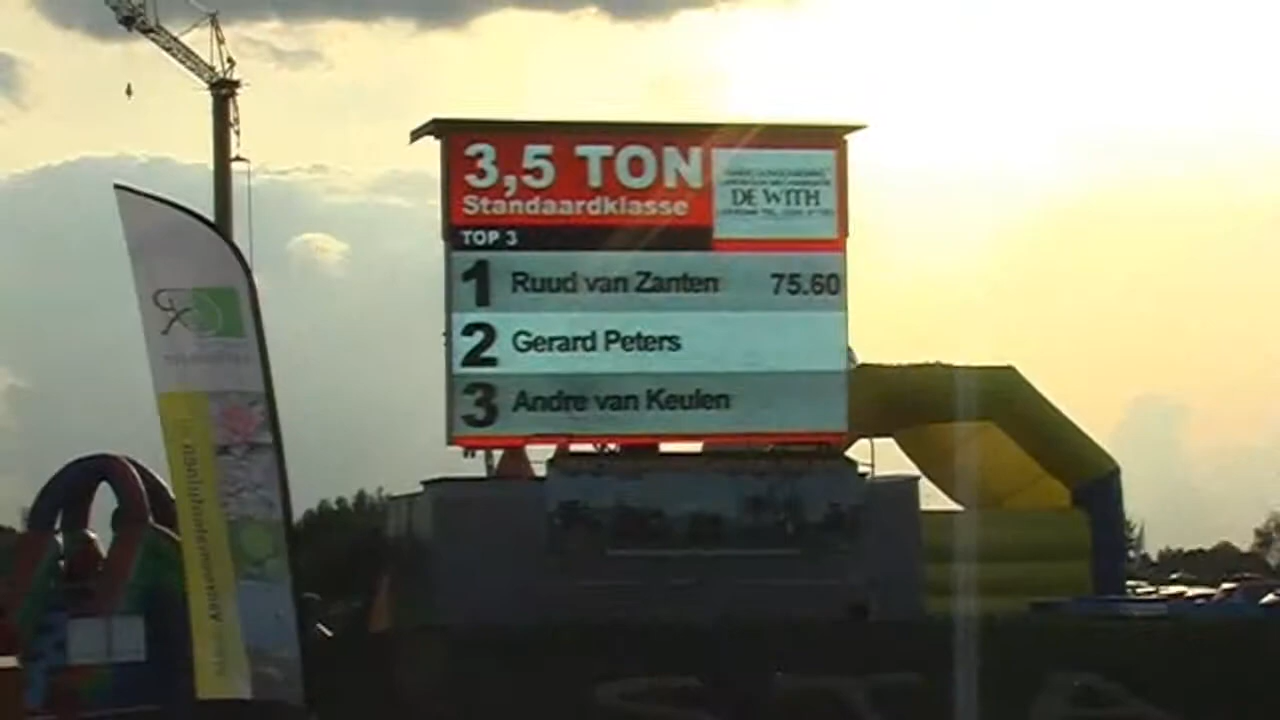 3,5 TON
Standaardklasse
DE WITH
TOP 3
1 Ruud van Zanten 75.60
2 Gerard Peters
3 Andre van Keulen